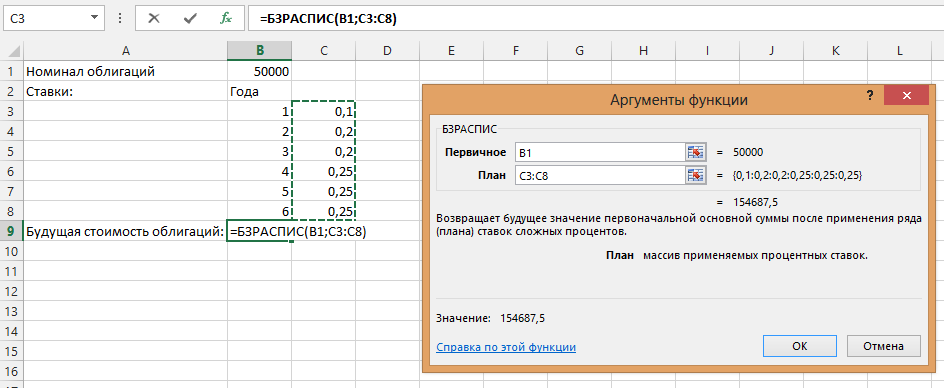 C3 fx =БЗРАСПИС(B1;C3:C8)
A B C D E F G H I J K L
1 Номинал облигаций 50000
2 Ставки: Года
3 1 0,1
4 2 0,2
5 3 0,2
6 4 0,25
7 5 0,25
8 6 0,25
9 Будущая стоимость облигаций: =БЗРАСПИС(B1;C3:C8)
10
11
12
13
14
15
16
Аргументы функции ? ×
БЗРАСПИС
Первичное B1 = 50000
План C3:C8 = {0,1:0,2:0,2:0,25:0,25:0,25}
= 154687,5
Возвращает будущее значение первоначальной основной суммы после применения ряда
(плана) ставок сложных процентов.
План массив применяемых процентных ставок.
Значение: 154687,5
Справка по этой функции ОК Отмена